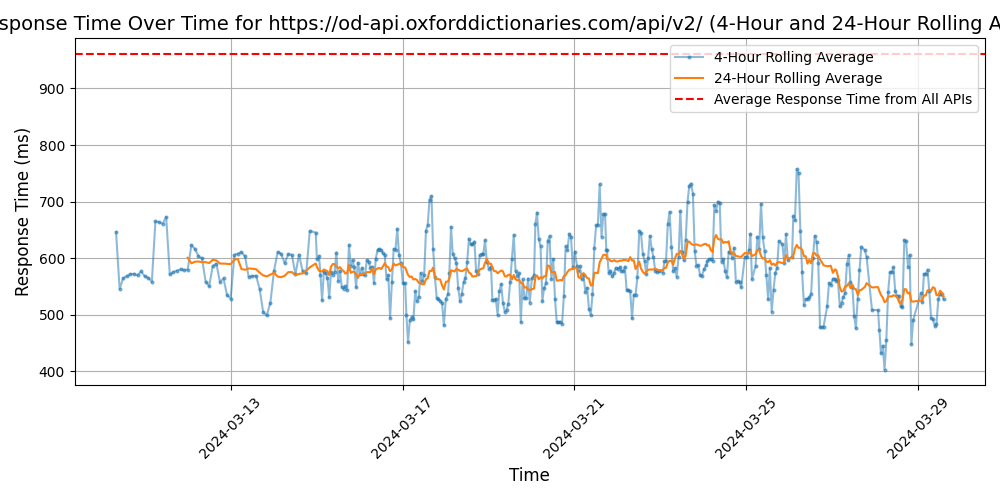 sponse Time Over Time for https://od-api.oxforddictionaries.com/api/v2/ (4-Hour and 24-Hour Rolling A
4-Hour Rolling Average
24-Hour Rolling Average
Average Response Time from All APIs
Response Time (ms)
900
800
700
600
500
400
2024-03-13
2024-03-17
2024-03-21
2024-03-25
2024-03-29
Time